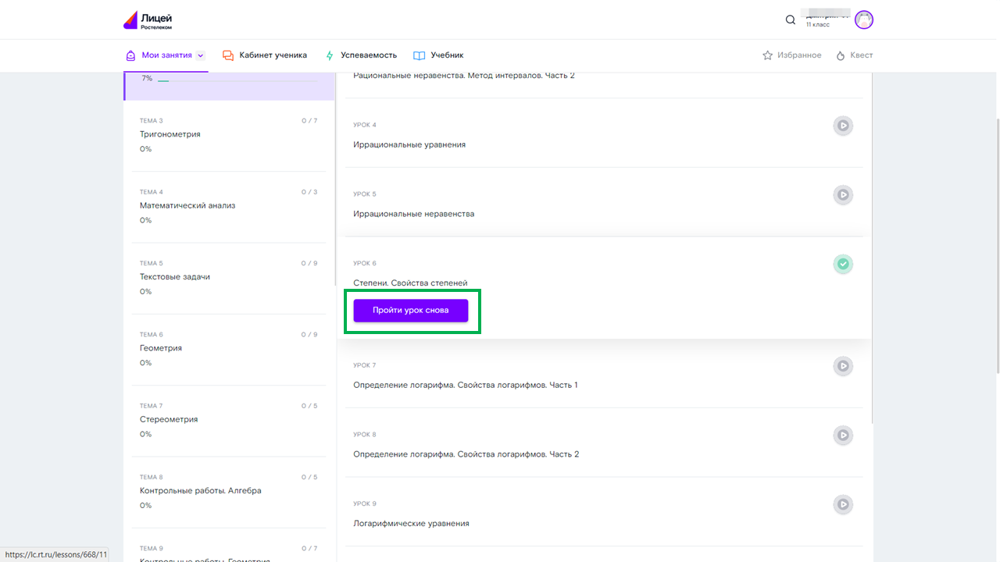 Лицей
Ростелеком
11 класс
Мои занятия
Кабинет ученика
Успеваемость
Учебник
Избранное
Квест
7%
ТЕМА 3 0 / 7
Тригонометрия
0%
ТЕМА 4 0 / 3
Математический анализ
0%
ТЕМА 5 0 / 9
Текстовые задачи
0%
ТЕМА 6 0 / 9
Геометрия
0%
ТЕМА 7 0 / 5
Стереометрия
0%
ТЕМА 8 0 / 5
Контрольные работы. Алгебра
0%
ТЕМА 9 0 / 7
Контрольные работы. Геометрия
Рациональные неравенства. Метод интервалов. Часть 2
УРОК 4
Иррациональные уравнения
УРОК 5
Иррациональные неравенства
УРОК 6
Степени. Свойства степеней
Пройти урок снова
УРОК 7
Определение логарифма. Свойства логарифмов. Часть 1
УРОК 8
Определение логарифма. Свойства логарифмов. Часть 2
УРОК 9
Логарифмические уравнения
https://lc.rt.ru/lessons/668/11